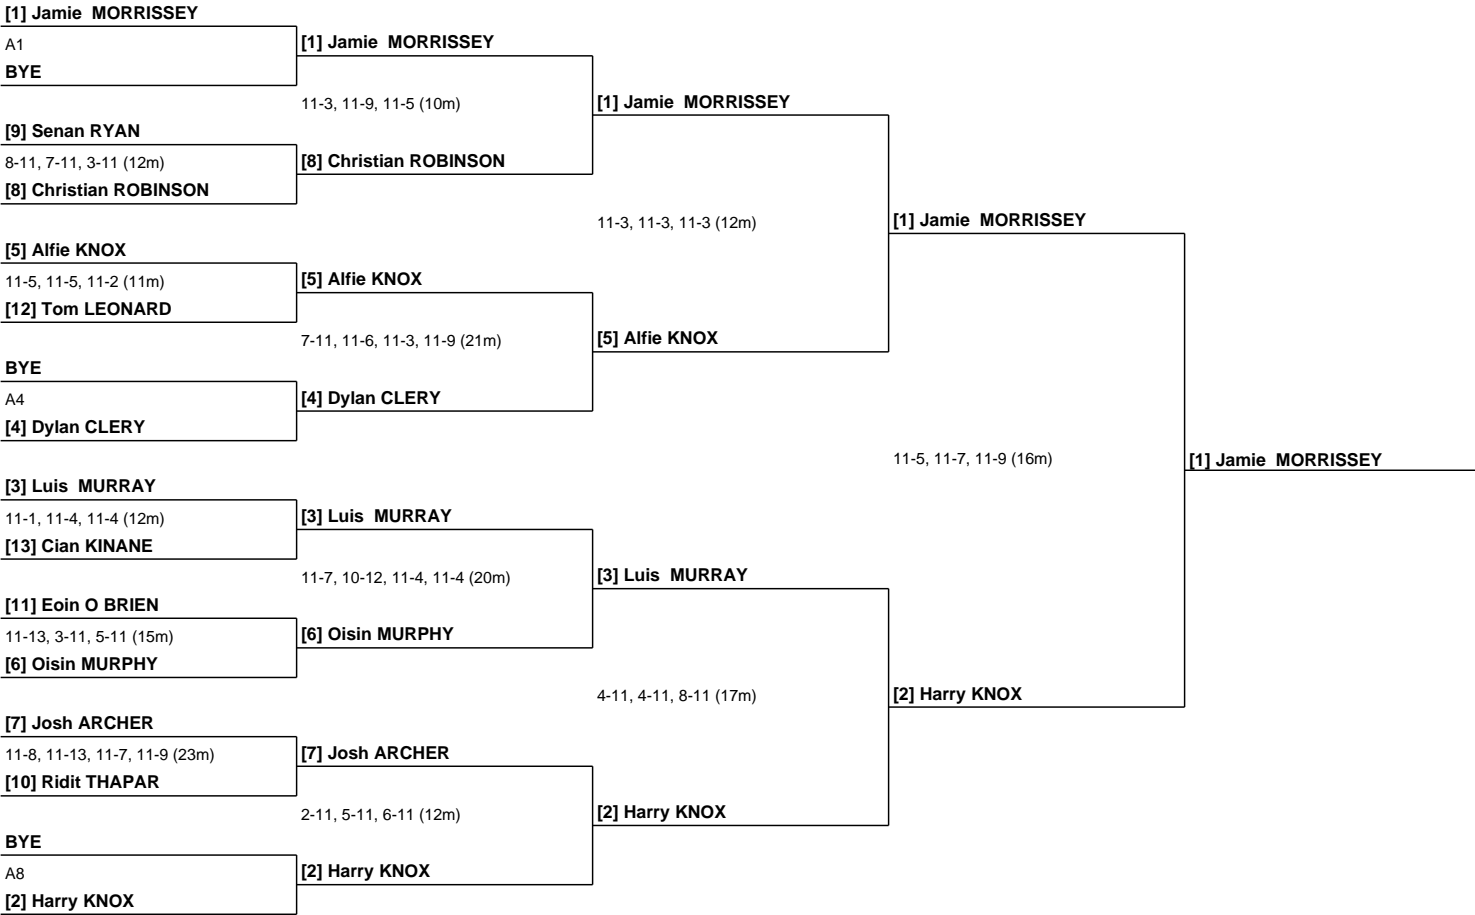 [1] Jamie  MORRISSEY
A1
BYE
[9] Senan RYAN
8-11, 7-11, 3-11 (12m)
[8] Christian ROBINSON
[5] Alfie KNOX
11-5, 11-5, 11-2 (11m)
[12] Tom LEONARD
BYE
A4
[4] Dylan CLERY
[3] Luis  MURRAY
11-1, 11-4, 11-4 (12m)
[13] Cian KINANE
[11] Eoin O BRIEN
11-13, 3-11, 5-11 (15m)
[6] Oisin MURPHY
[7] Josh ARCHER
11-8, 11-13, 11-7, 11-9 (23m)
[10] Ridit THAPAR
BYE
A8
[2] Harry KNOX
[1] Jamie  MORRISSEY
11-3, 11-9, 11-5 (10m)
[8] Christian ROBINSON
[5] Alfie KNOX
7-11, 11-6, 11-3, 11-9 (21m)
[4] Dylan CLERY
[3] Luis  MURRAY
11-7, 10-12, 11-4, 11-4 (20m)
[6] Oisin MURPHY
[7] Josh ARCHER
2-11, 5-11, 6-11 (12m)
[2] Harry KNOX
[1] Jamie  MORRISSEY
11-3, 11-3, 11-3 (12m)
[5] Alfie KNOX
[3] Luis  MURRAY
4-11, 4-11, 8-11 (17m)
[2] Harry KNOX
[1] Jamie  MORRISSEY
11-5, 11-7, 11-9 (16m)
[2] Harry KNOX
[1] Jamie  MORRISSEY